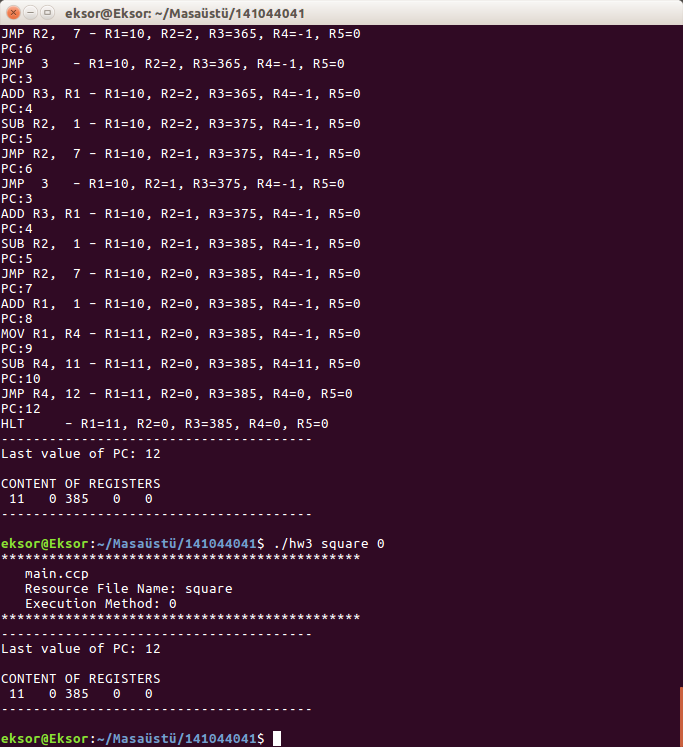 eksor@Eksor: ~/Masaüstü/141044041
JMP R2,  7 - R1=10, R2=2, R3=365, R4=-1, R5=0
PC:6
JMP  3   - R1=10, R2=2, R3=365, R4=-1, R5=0
PC:3
ADD R3, R1 - R1=10, R2=2, R3=365, R4=-1, R5=0
PC:4
SUB R2,  1 - R1=10, R2=2, R3=375, R4=-1, R5=0
PC:5
JMP R2,  7 - R1=10, R2=1, R3=375, R4=-1, R5=0
PC:6
JMP  3   - R1=10, R2=1, R3=375, R4=-1, R5=0
PC:3
ADD R3, R1 - R1=10, R2=1, R3=375, R4=-1, R5=0
PC:4
SUB R2,  1 - R1=10, R2=1, R3=385, R4=-1, R5=0
PC:5
JMP R2,  7 - R1=10, R2=0, R3=385, R4=-1, R5=0
PC:7
ADD R1,  1 - R1=10, R2=0, R3=385, R4=-1, R5=0
PC:8
MOV R1, R4 - R1=11, R2=0, R3=385, R4=-1, R5=0
PC:9
SUB R4, 11 - R1=11, R2=0, R3=385, R4=11, R5=0
PC:10
JMP R4, 12 - R1=11, R2=0, R3=385, R4=0, R5=0
PC:12
HLT     - R1=11, R2=0, R3=385, R4=0, R5=0
---------------------------------------
Last value of PC: 12
CONTENT OF REGISTERS
 11   0 385   0   0
---------------------------------------
eksor@Eksor:~/Masaüstü/141044041$ ./hw3 square 0
*********************************************
   main.ccp
   Resource File Name: square
   Execution Method: 0
*********************************************
---------------------------------------
Last value of PC: 12
CONTENT OF REGISTERS
 11   0 385   0   0
---------------------------------------
eksor@Eksor:~/Masaüstü/141044041$